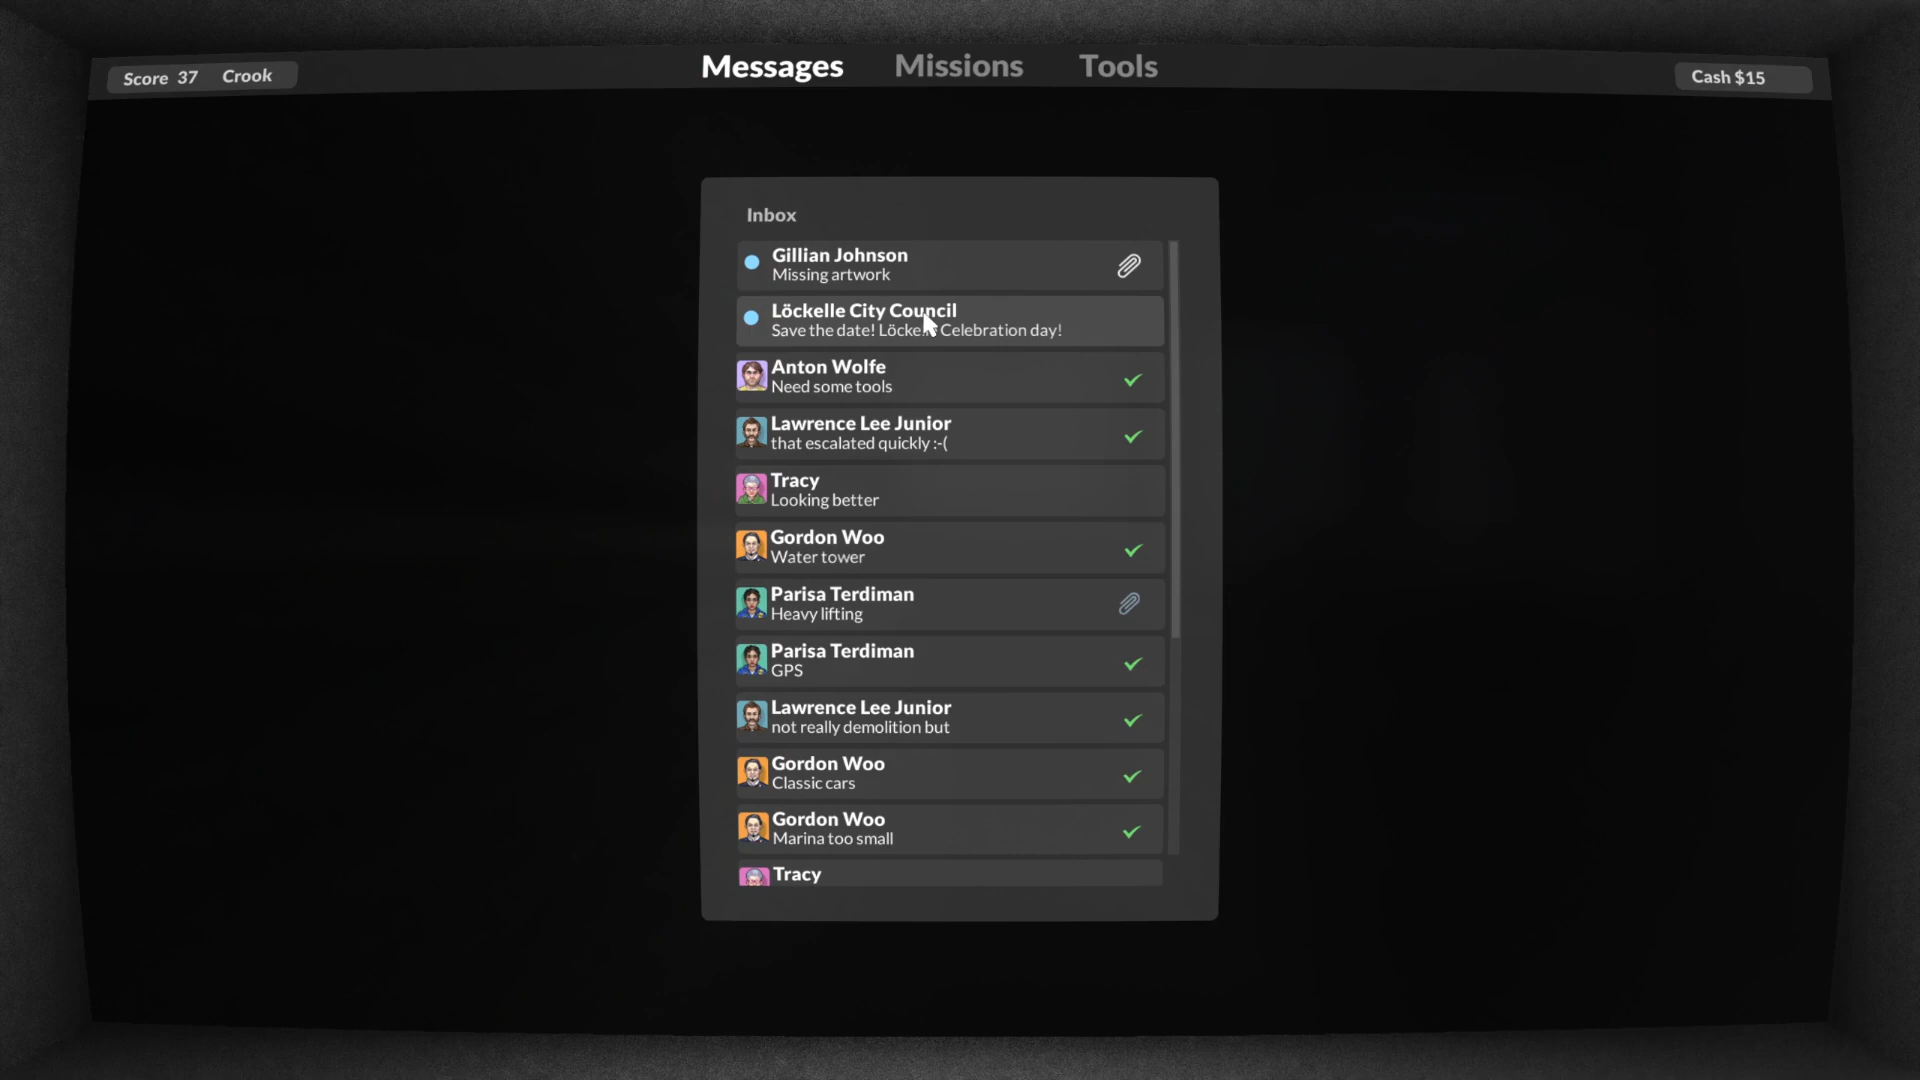 Score 37 Crook
Messages Missions Tools
Cash $15
Inbox
Gillian Johnson
Missing artwork
Löckelle City Council
Save the date! Löckelle Celebration day!
Anton Wolfe
Need some tools
Lawrence Lee Junior
that escalated quickly :-(
Tracy
Looking better
Gordon Woo
Water tower
Parisa Terdiman
Heavy lifting
Parisa Terdiman
GPS
Lawrence Lee Junior
not really demolition but
Gordon Woo
Classic cars
Gordon Woo
Marina too small
Tracy